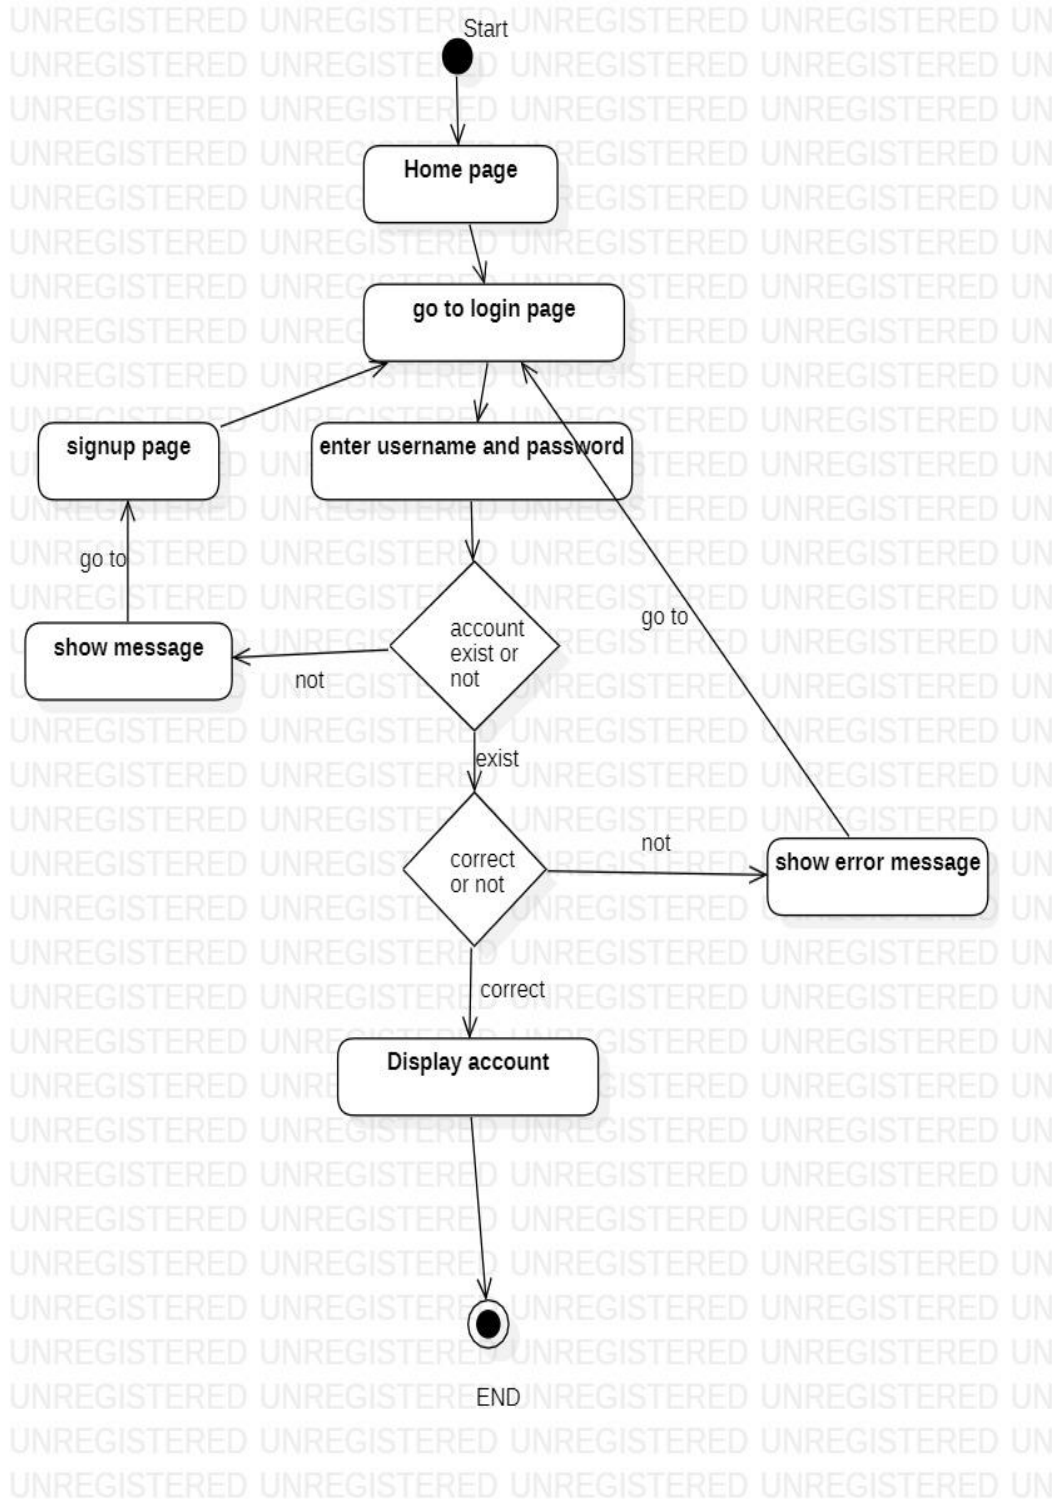 Start
Home page
go to login page
signup page
enter username and password
go to
go to
account
exist or
not
show message
not
exist
correct
or not
not
show error message
correct
Display account
END
UNREGISTERED